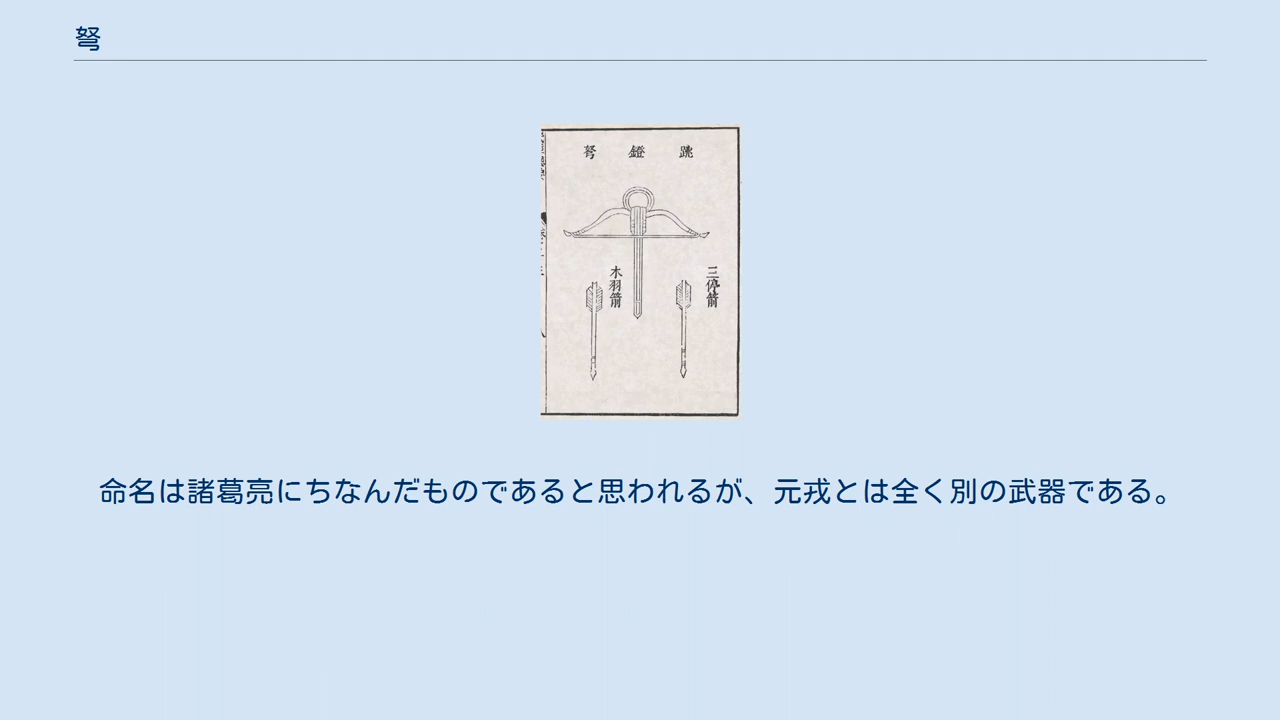 弩
跳鐙弩
三停箭
木羽箭
命名は諸葛亮にちなんだものであると思われるが、元戎とは全く別の武器である。